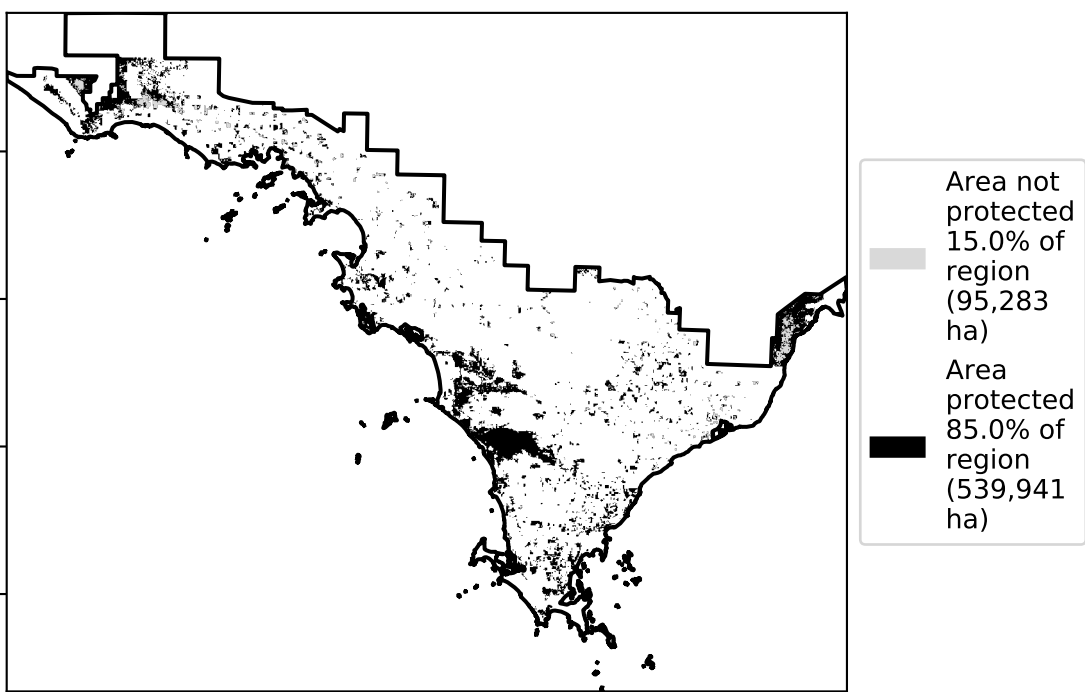 Area not
protected
15.0% of
region
(95,283
ha)
Area
protected
85.0% of
region
(539,941
ha)